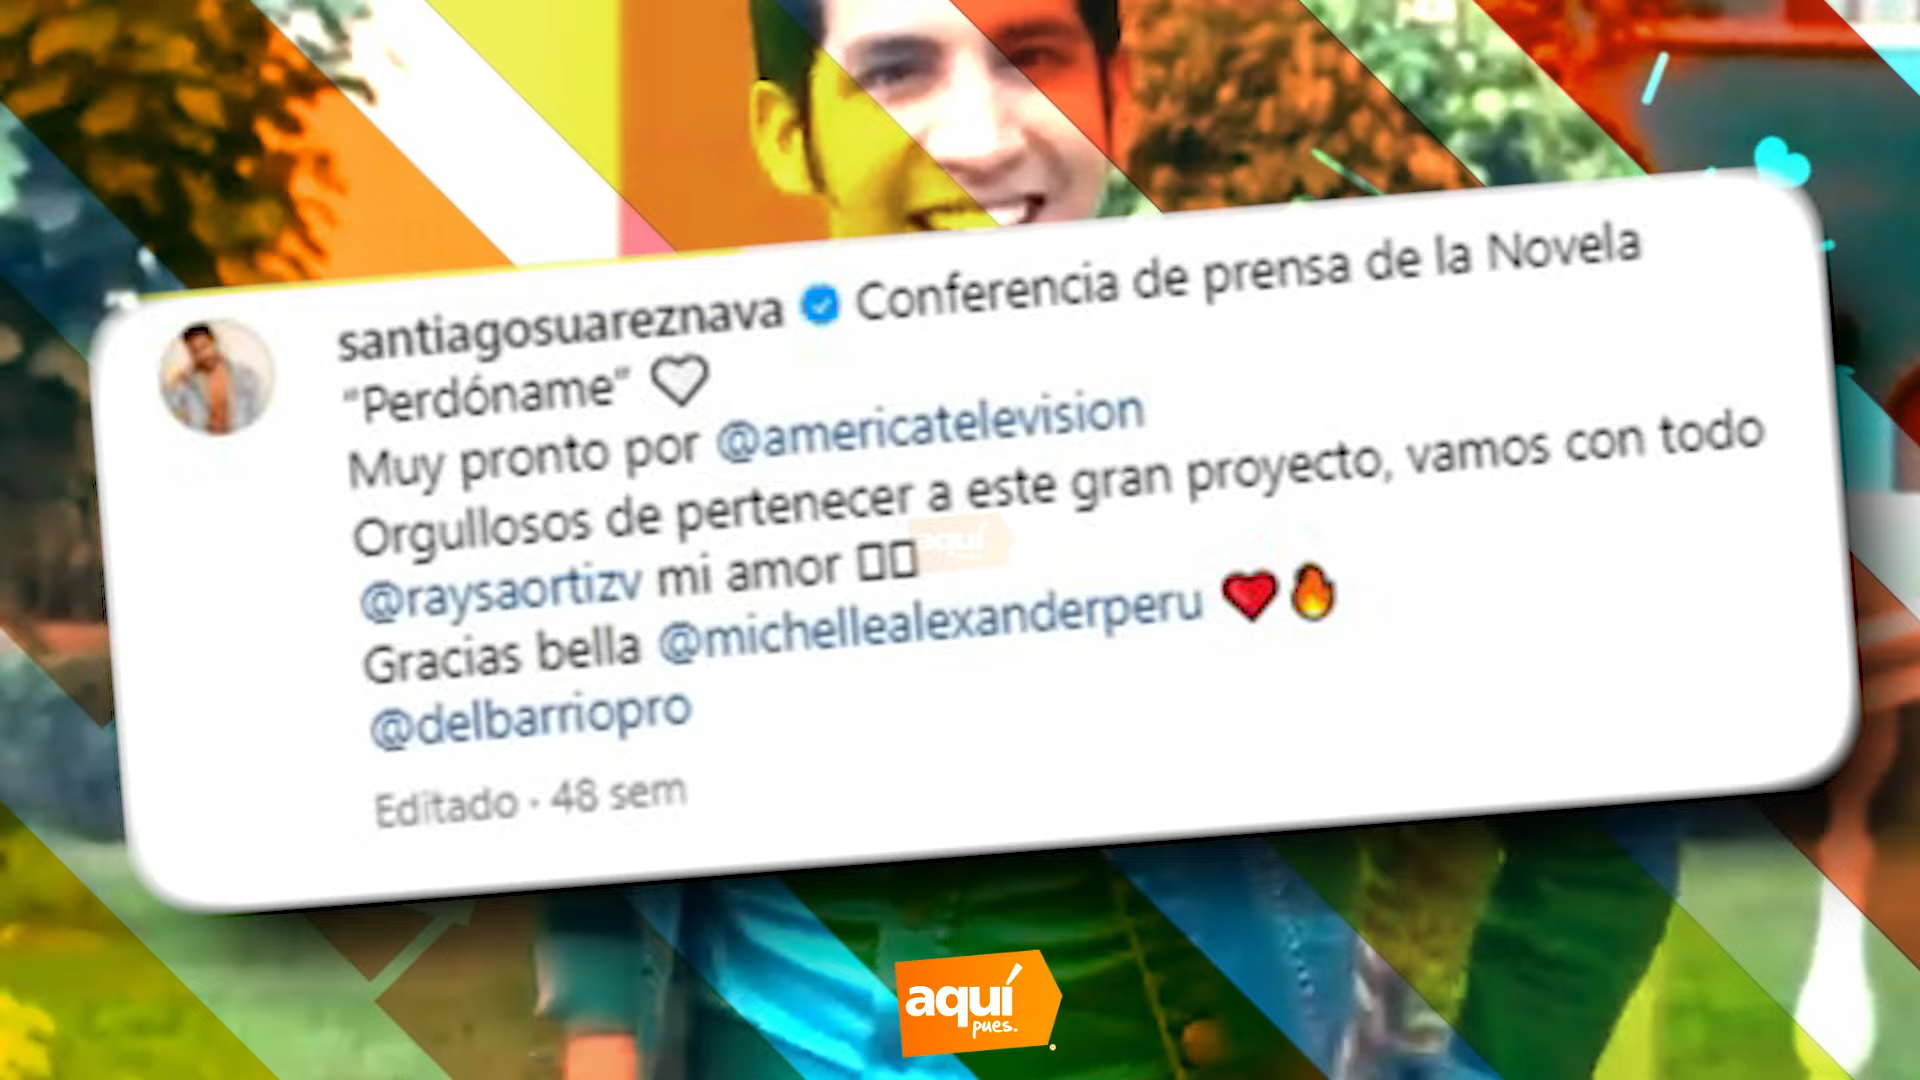 santiagosuareznava Conferencia de prensa de la Novela
“Perdóname” 🤍
Muy pronto por @americatelevision
Orgullosos de pertenecer a este gran proyecto, vamos con todo
@raysaortizv mi amor
Gracias bella @michellealexanderperu ❤️🔥
@delbarriopro
Editado · 48 sem
aquí
aquí
pues.